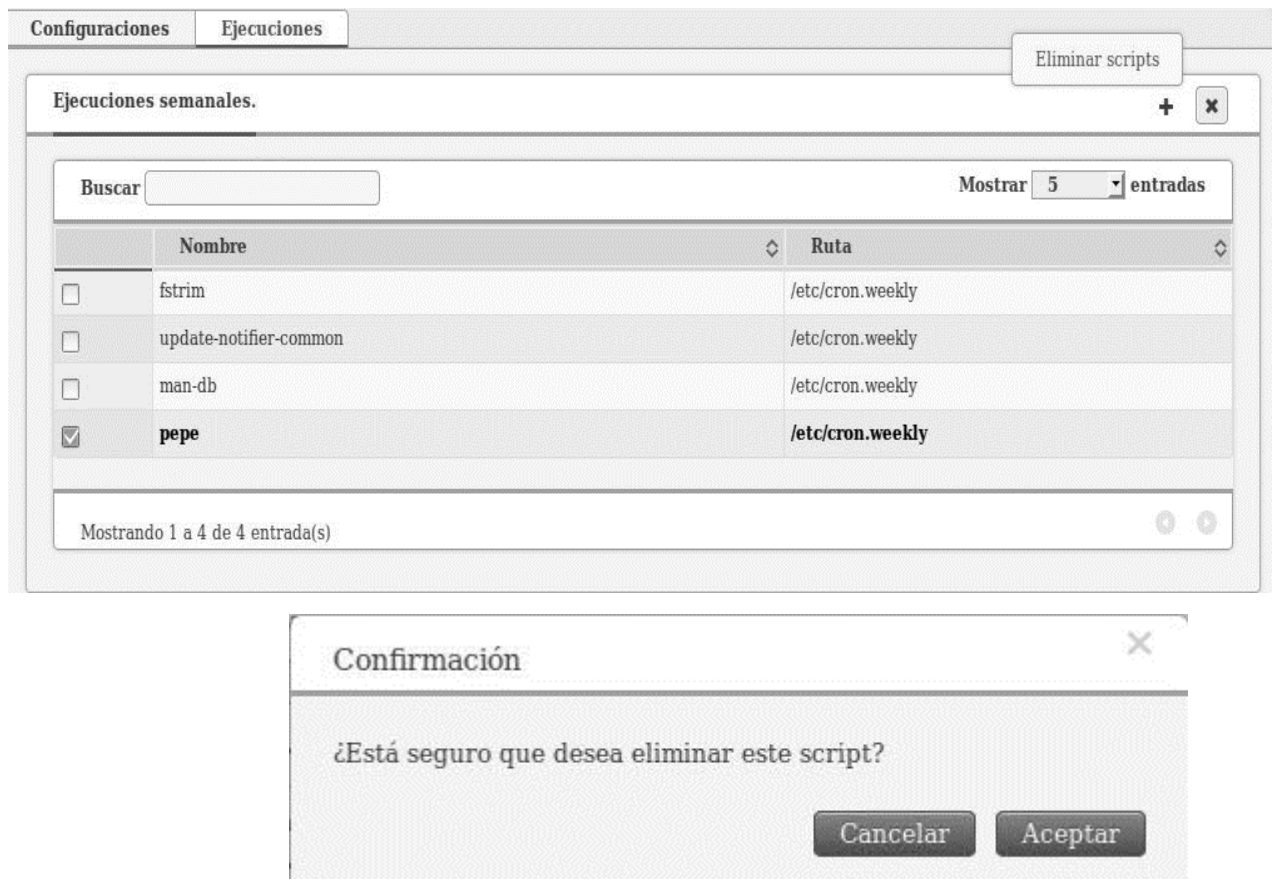 Configuraciones Ejecuciones
Eliminar scripts
Ejecuciones semanales.
Buscar Mostrar 5 entradas
Nombre Ruta
fstrim /etc/cron.weekly
update-notifier-common /etc/cron.weekly
man-db /etc/cron.weekly
pepe /etc/cron.weekly
Mostrando 1 a 4 de 4 entrada(s)
Confirmación
¿Está seguro que desea eliminar este script?
Cancelar Aceptar